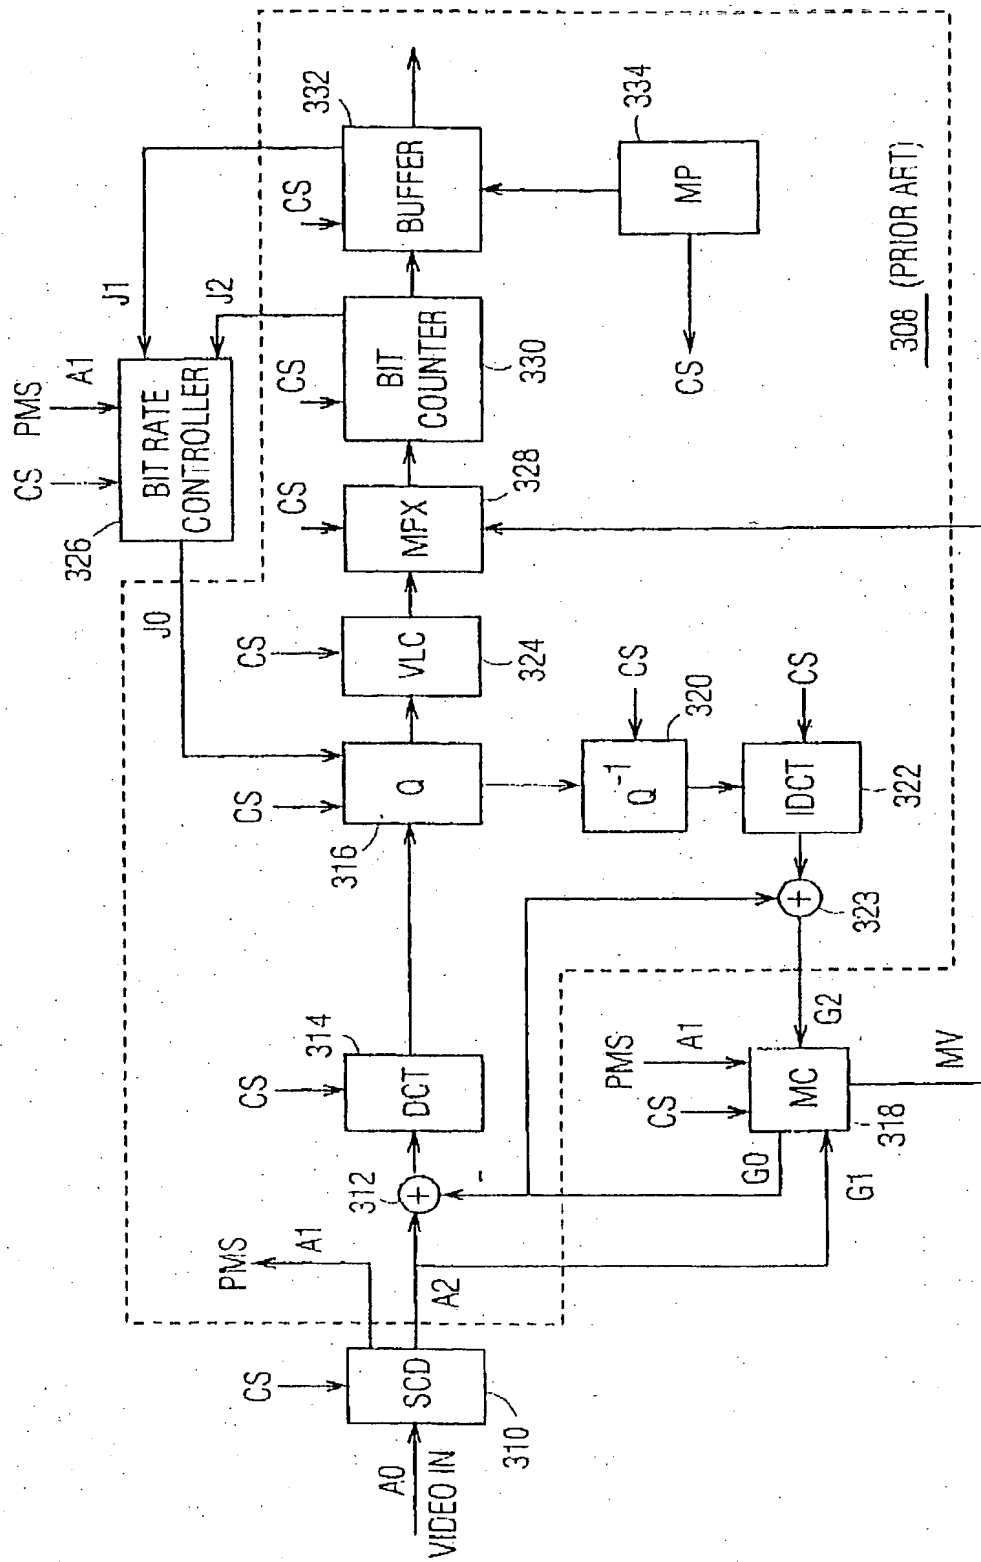 A0
VIDEO IN
CS
SCD
310
PMS
A1
A2
312
-
CS
DCT
314
G0
G1
PMS
A1
CS
MC
318
MV
G2
323
CS
Q
316
J0
Q-1
320
CS
IDCT
322
CS
CS
VLC
324
CS
PMS
A1
BIT RATE
CONTROLLER
326
J1
J2
CS
MPX
328
CS
BIT
COUNTER
330
CS
BUFFER
332
MP
334
CS
308 (PRIOR ART)